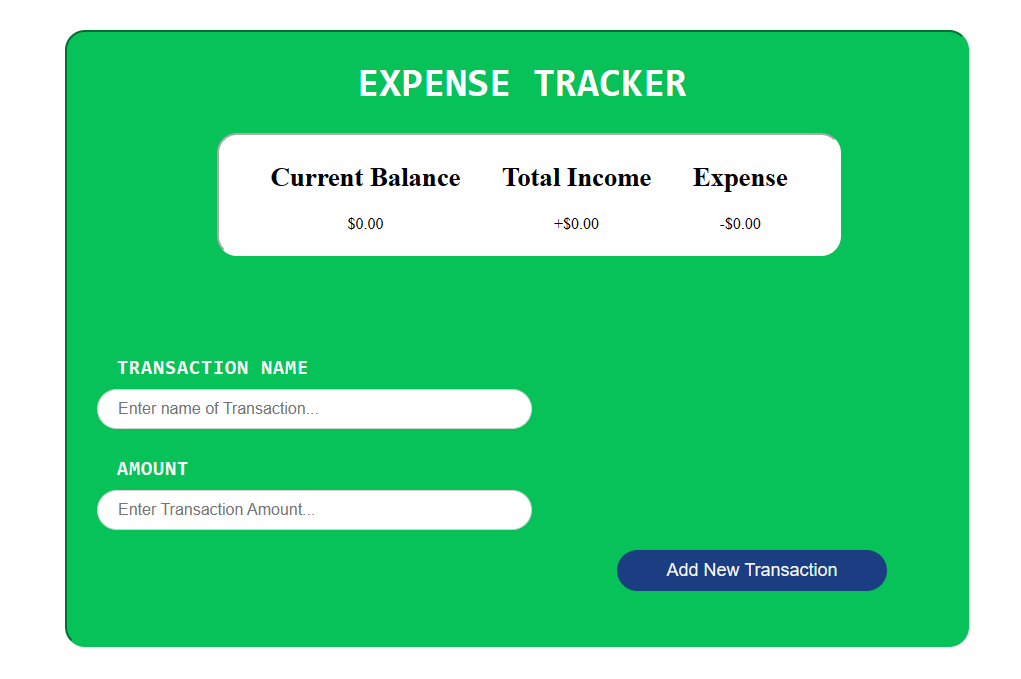 EXPENSE TRACKER
Current Balance Total Income Expense
$0.00 +$0.00 -$0.00
TRANSACTION NAME
Enter name of Transaction...
AMOUNT
Enter Transaction Amount...
Add New Transaction